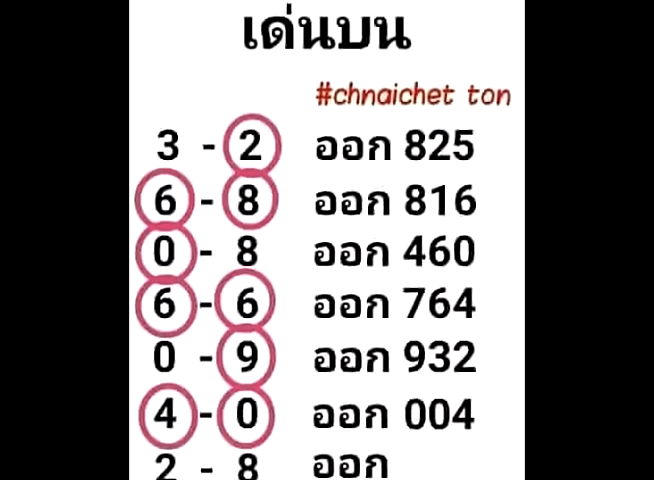 เด่นบน
#chnaichet ton
3 - 2 ออก 825
6 - 8 ออก 816
0 - 8 ออก 460
6 - 6 ออก 764
0 - 9 ออก 932
4 - 0 ออก 004
2 - 8 ออก